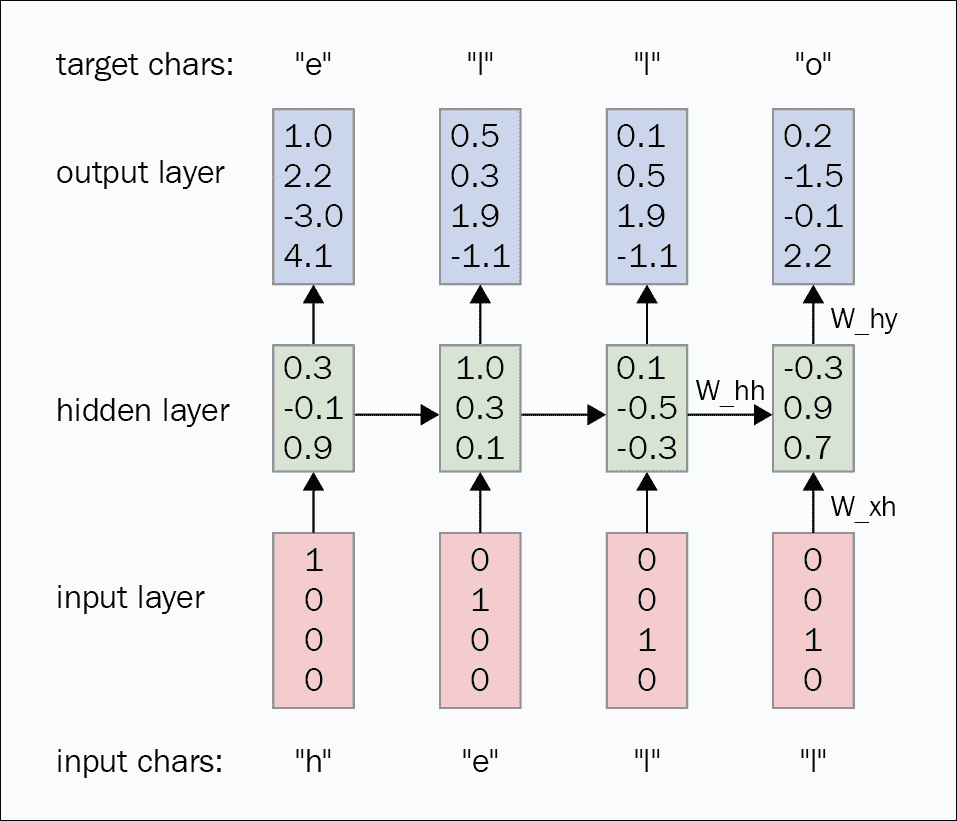 target chars: "e" "l" "l" "o"
output layer
1.0 0.5 0.1 0.2
2.2 0.3 0.5 -1.5
-3.0 1.9 1.9 -0.1
4.1 -1.1 -1.1 2.2
W_hy
hidden layer
0.3 1.0 0.1 -0.3
-0.1 0.3 -0.5 W_hh 0.9
0.9 0.1 -0.3 0.7
W_xh
input layer
1 0 0 0
0 1 0 0
0 0 1 1
0 0 0 0
input chars: "h" "e" "l" "l"